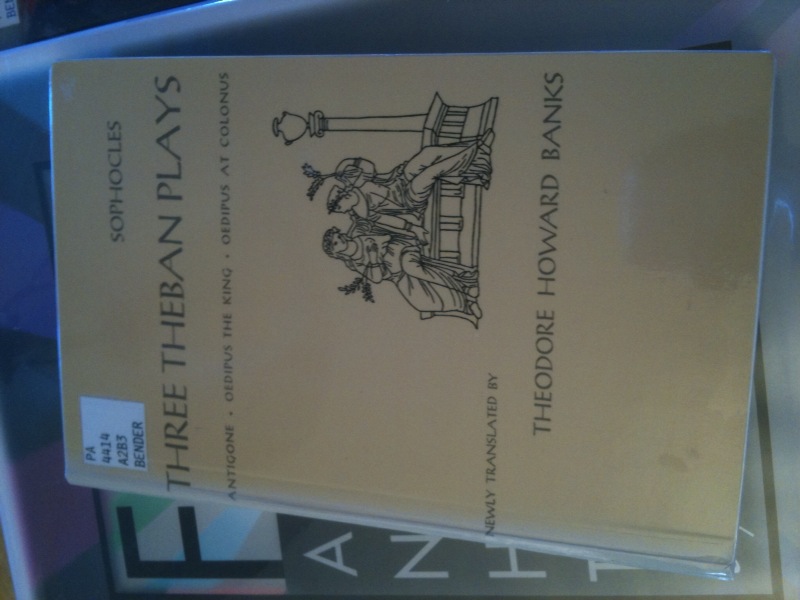 SOPHOCLES
THREE THEBAN PLAYS
ANTIGONE · OEDIPUS THE KING · OEDIPUS AT COLONUS
NEWLY TRANSLATED BY
THEODORE HOWARD BANKS
PA
4414
A2B3
BENDER